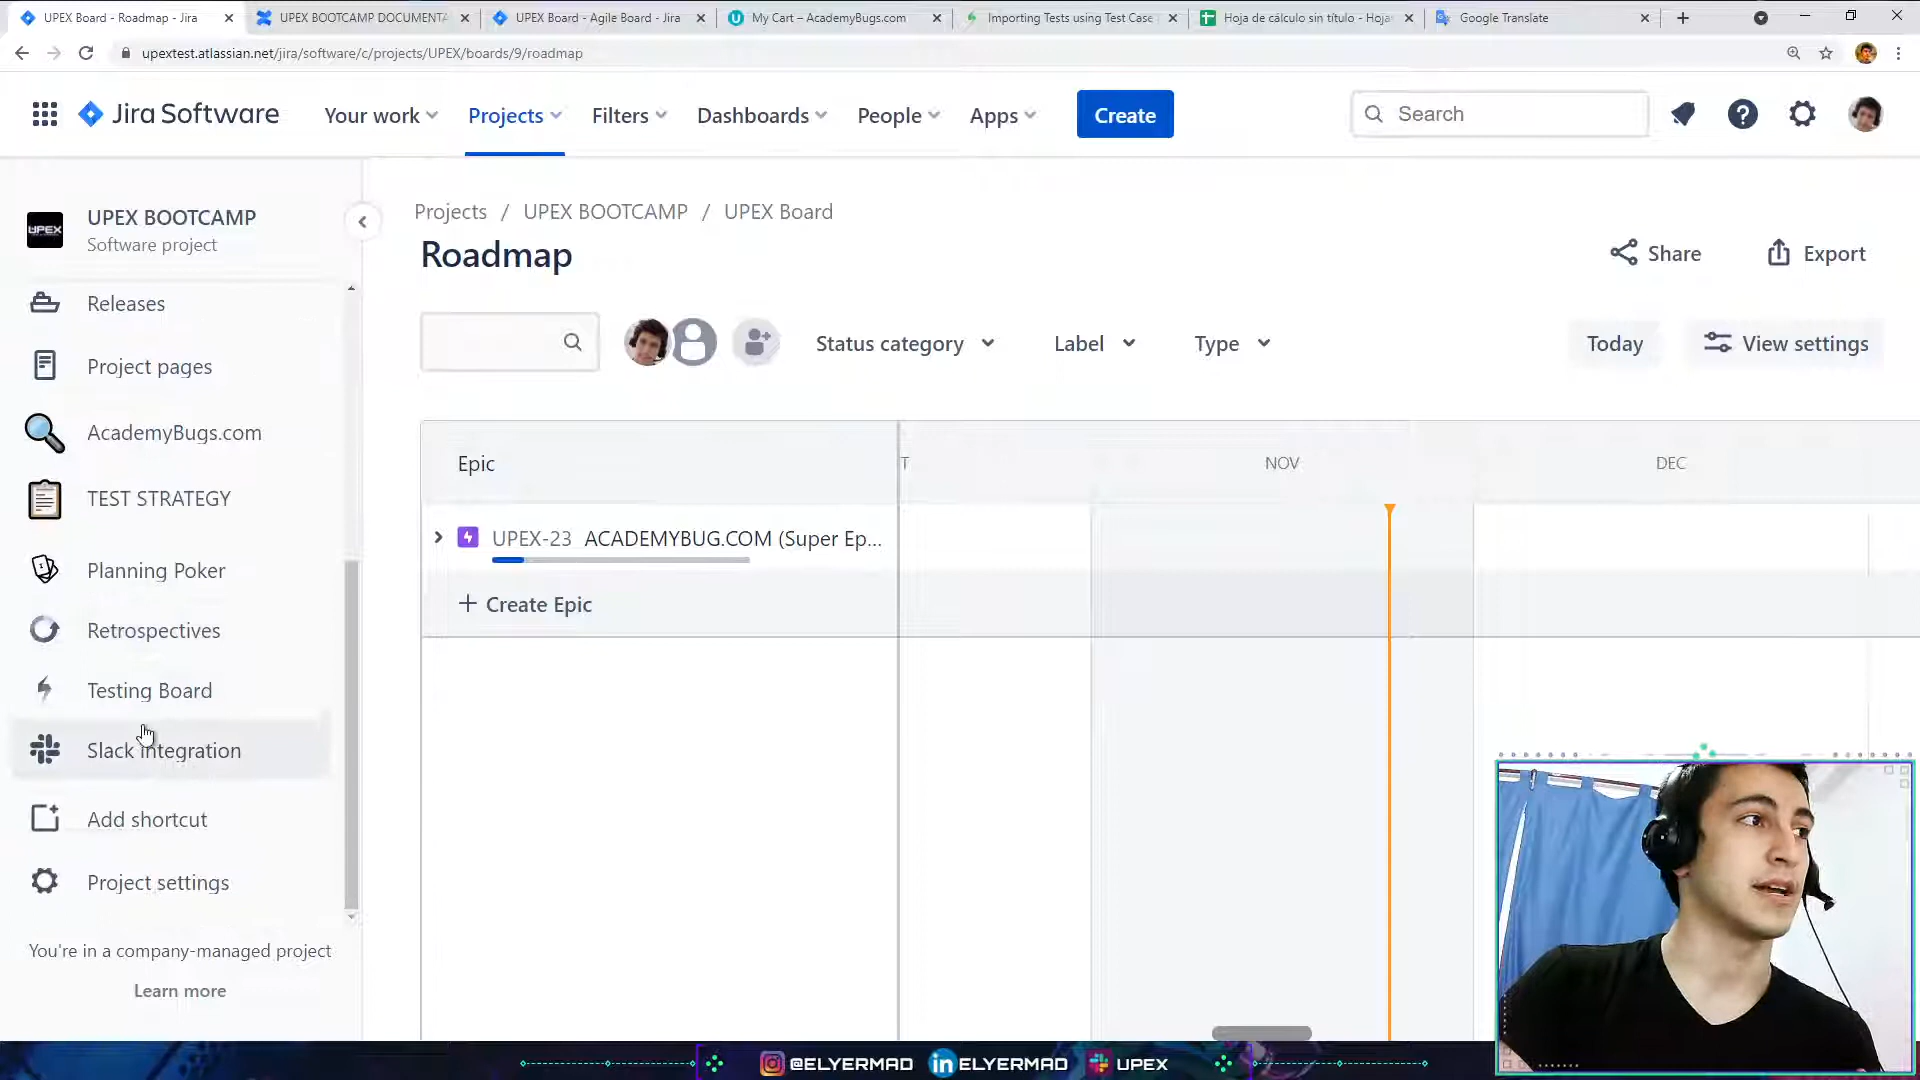 UPEX Board - Roadmap - Jira
UPEX BOOTCAMP DOCUMENTA
UPEX Board - Agile Board - Jira
My Cart – AcademyBugs.com
Importing Tests using Test Case
Hoja de cálculo sin título - Hoja
Google Translate
upextest.atlassian.net/jira/software/c/projects/UPEX/boards/9/roadmap
Jira Software
Your work
Projects
Filters
Dashboards
People
Apps
Create
Search
UPEX
UPEX BOOTCAMP
Software project
Releases
Project pages
AcademyBugs.com
TEST STRATEGY
Planning Poker
Retrospectives
Testing Board
Slack integration
Add shortcut
Project settings
You're in a company-managed project
Learn more
Projects / UPEX BOOTCAMP / UPEX Board
Roadmap
Share
Export
Status category
Label
Type
Today
View settings
Epic
T
NOV
DEC
UPEX-23 ACADEMYBUG.COM (Super Ep...
+ Create Epic
@ELYERMAD
in ELYERMAD
UPEX